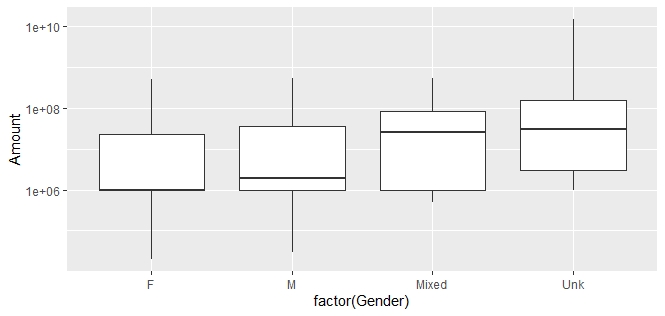 1e+10
1e+08
1e+06
Amount
F M Mixed Unk
factor(Gender)